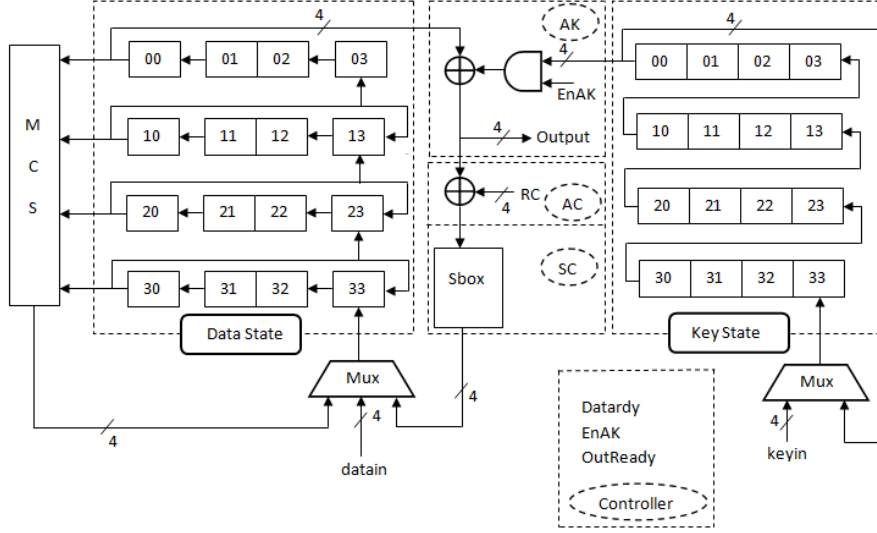 4 4 4
AK
00 01 02 03
EnAK
00 01 02 03
M
C
S
10 11 12 13
4 Output
10 11 12 13
20 21 22 23
4 RC
AC
20 21 22 23
30 31 32 33
Sbox
SC
30 31 32 33
Data State
Key State
Mux
Mux
4 4 4 4
datain
keyin
Datardy
EnAK
OutReady
Controller